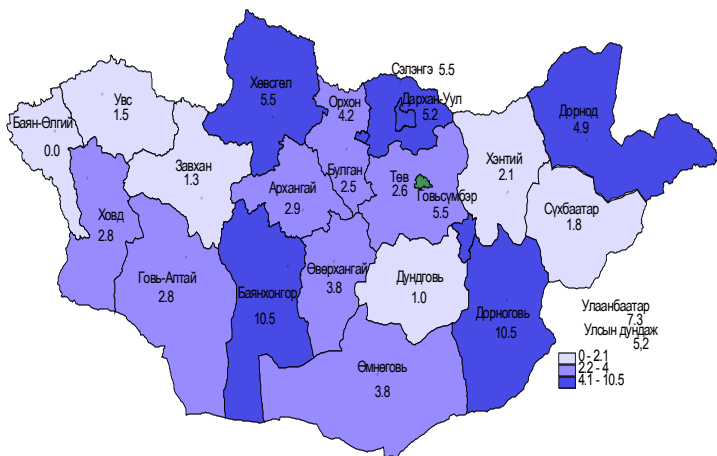 Сэлэнгэ 5.5
Хөвсгөл
5.5
Увс
1.5
Орхон
4.2
Дархан-Уул
5.2
Дорнод
4.9
Баян-Өлгий
0.0
Завхан
1.3
Хэнтий
2.1
Булган
2.5
Төв
2.6
Архангай
2.9
Говьсүмбэр
5.5
Сүхбаатар
1.8
Ховд
2.8
Өвөрхангай
3.8
Говь-Алтай
2.8
Дундговь
1.0
Баянхонгор
10.5
Дорноговь
10.5
Улаанбаатар
7.3
Улсын дундаж
5,2
0 - 2.1
2.2 - 4
4.1 - 10.5
Өмнөговь
3.8